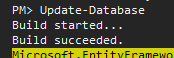 PM> Update-Database
Build started...
Build succeeded.
Microsoft.EntityFramewo